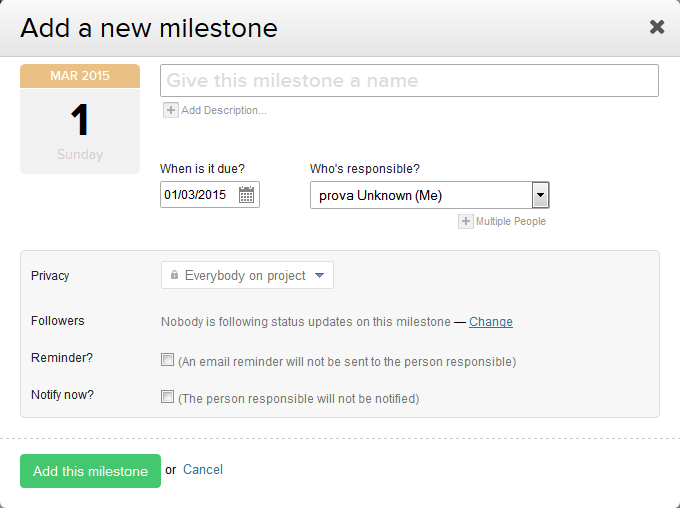 Add a new milestone
MAR 2015
1
Sunday
Give this milestone a name
Add Description...
When is it due?
Who's responsible?
01/03/2015
prova Unknown (Me)
Multiple People
Privacy
Everybody on project
Followers
Nobody is following status updates on this milestone — Change
Reminder?
(An email reminder will not be sent to the person responsible)
Notify now?
(The person responsible will not be notified)
Add this milestone or Cancel